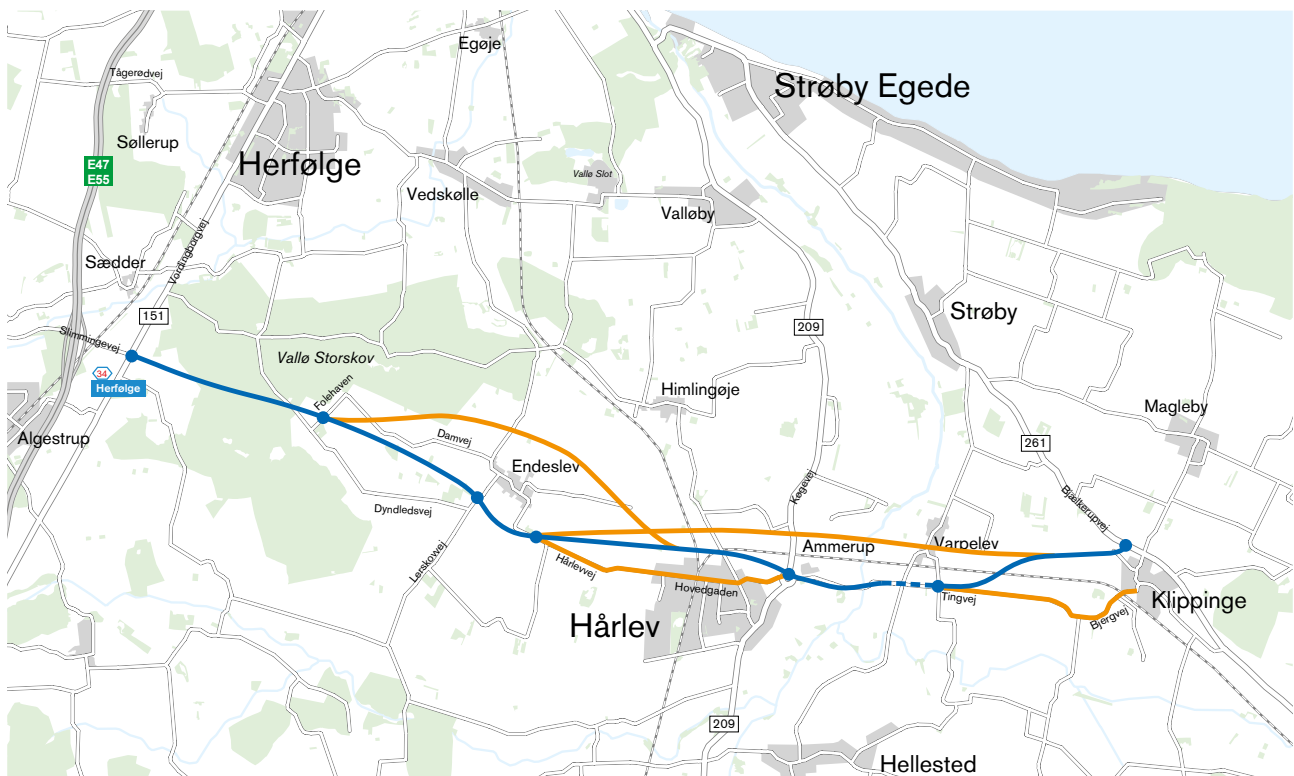 Egøje
Tågerødvej
Strøby Egede
Søllerup
E47
E55
Herfølge
Vallø Slot
Vedskølle
Valløby
Sædder
Vordingborgvej
151
Slimmingevej
209
Strøby
Vallø Storskov
34
Herfølge
Folehaven
Himlingøje
Magleby
Algestrup
Damvej
261
Endeslev
Køgevej
Bjælkerupvej
Dyndledsvej
Ammerup
Varpelev
Lerskovvej
Hårlevvej
Hovedgaden
Tingvej
Klippinge
Bjergvej
Hårlev
209
Hellested